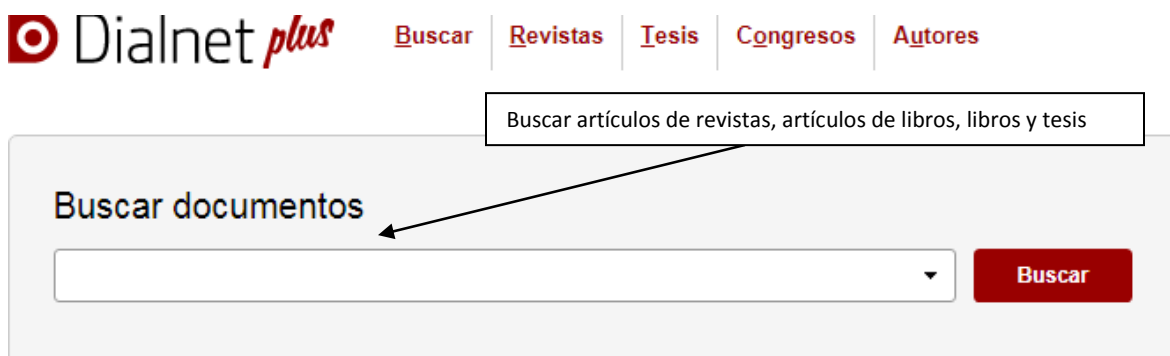 Dialnet plus Buscar Revistas Tesis Congresos Autores
Buscar artículos de revistas, artículos de libros, libros y tesis
Buscar documentos
Buscar